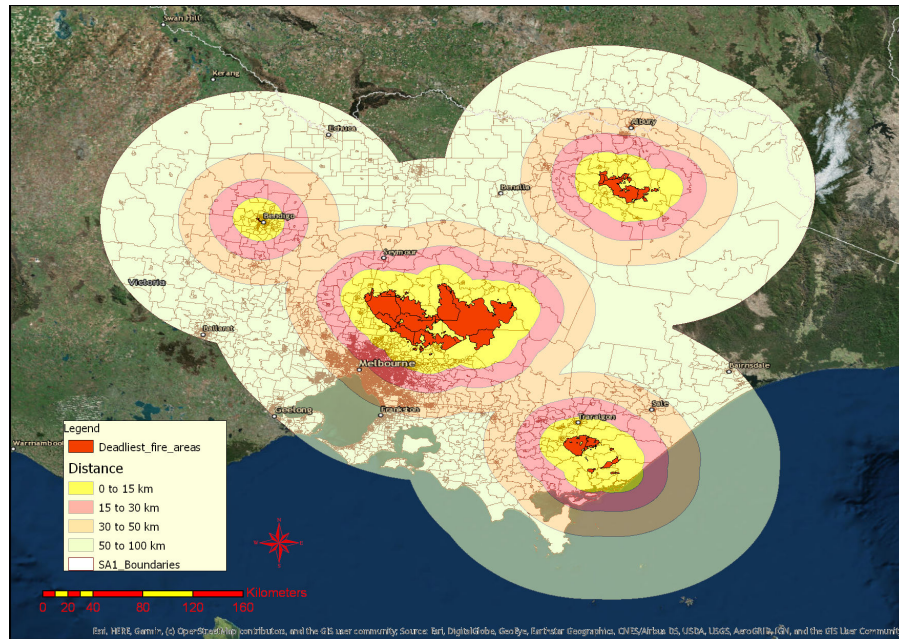 Swan Hill
Kerang
Echuca
Albury
Benalla
Bendigo
Seymour
Victoria
Ballarat
Melbourne
Bairnsdale
Sale
Geelong
Frankston
Traralgon
Warrnambool
Legend
Deadliest_fire_areas
Distance
0 to 15 km
15 to 30 km
30 to 50 km
50 to 100 km
SA1_Boundaries
Kilometers
0 20 40 80 120 160
Esri, HERE, Garmin, (c) OpenStreetMap contributors, and the GIS user community, Source: Esri, DigitalGlobe, GeoEye, Earthstar Geographics, CNES/Airbus DS, USDA, USGS, AeroGRID, IGN, and the GIS User Community